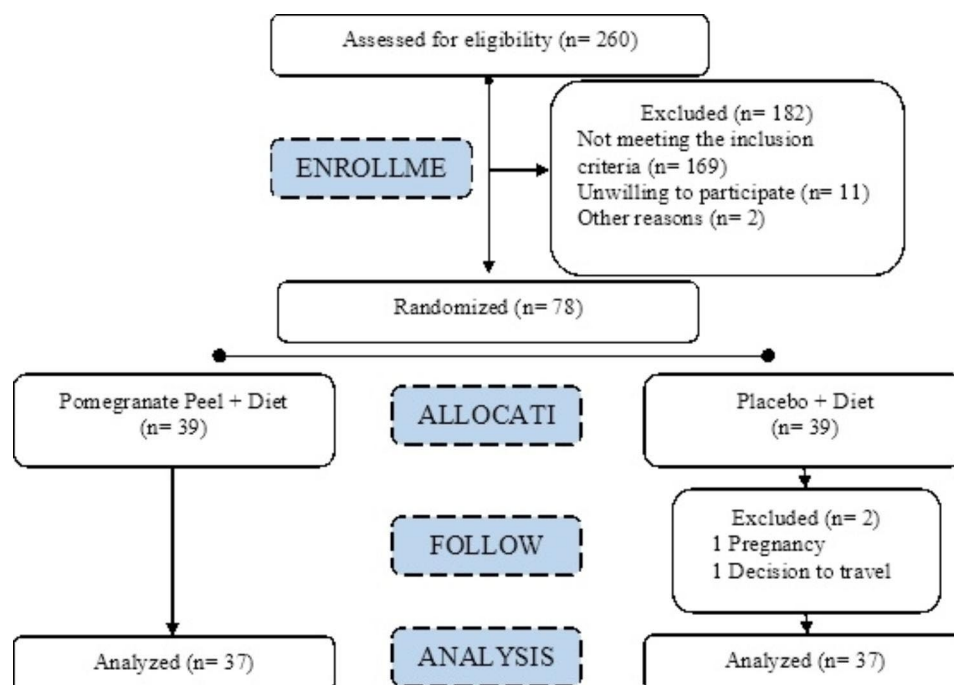 Assessed for eligibility (n= 260)
Excluded (n= 182)
Not meeting the inclusion
criteria (n= 169)
Unwilling to participate (n= 11)
Other reasons (n= 2)
ENROLLME
Randomized (n= 78)
Pomegranate Peel + Diet
(n= 39)
ALLOCATI
Placebo + Diet
(n= 39)
Excluded (n= 2)
1 Pregnancy
1 Decision to travel
FOLLOW
Analyzed (n= 37)
ANALYSIS
Analyzed (n= 37)